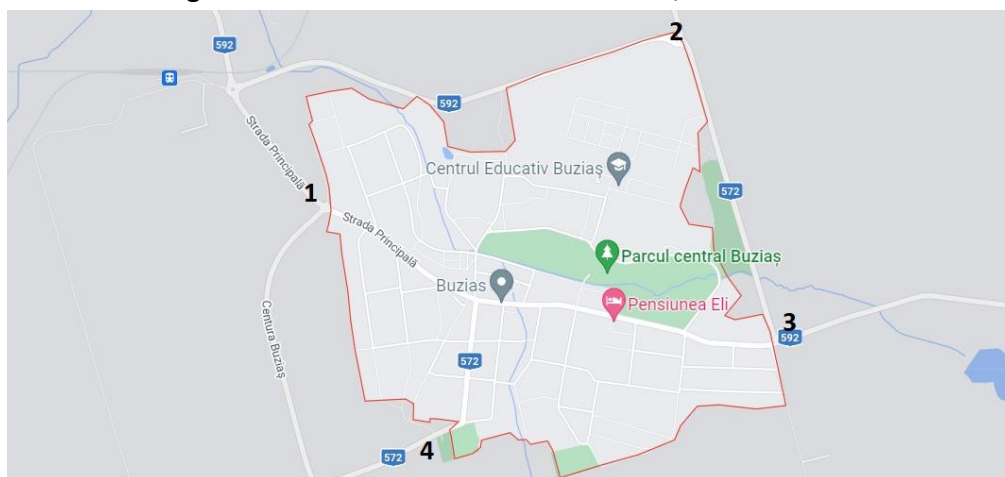 2
592
592
Strada Principală
Centrul Educativ Buziaș
1
572
Strada Principală
Parcul central Buziaș
Buzias
Pensiunea Eli
3
592
Centura Buziaș
572
4
572